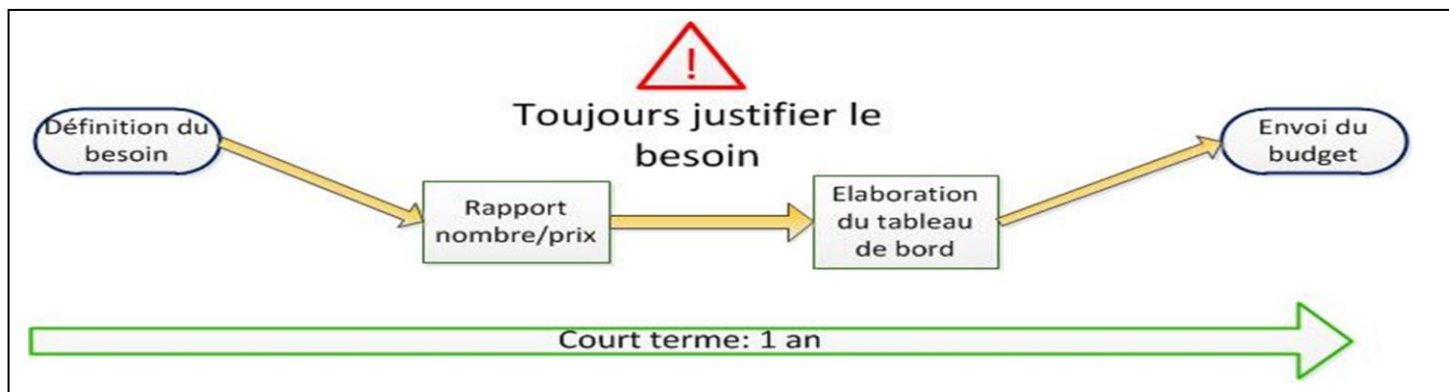 !
Toujours justifier le
besoin
Définition du
besoin
Envoi du
budget
Rapport
nombre/prix
Elaboration
du tableau
de bord
Court terme: 1 an